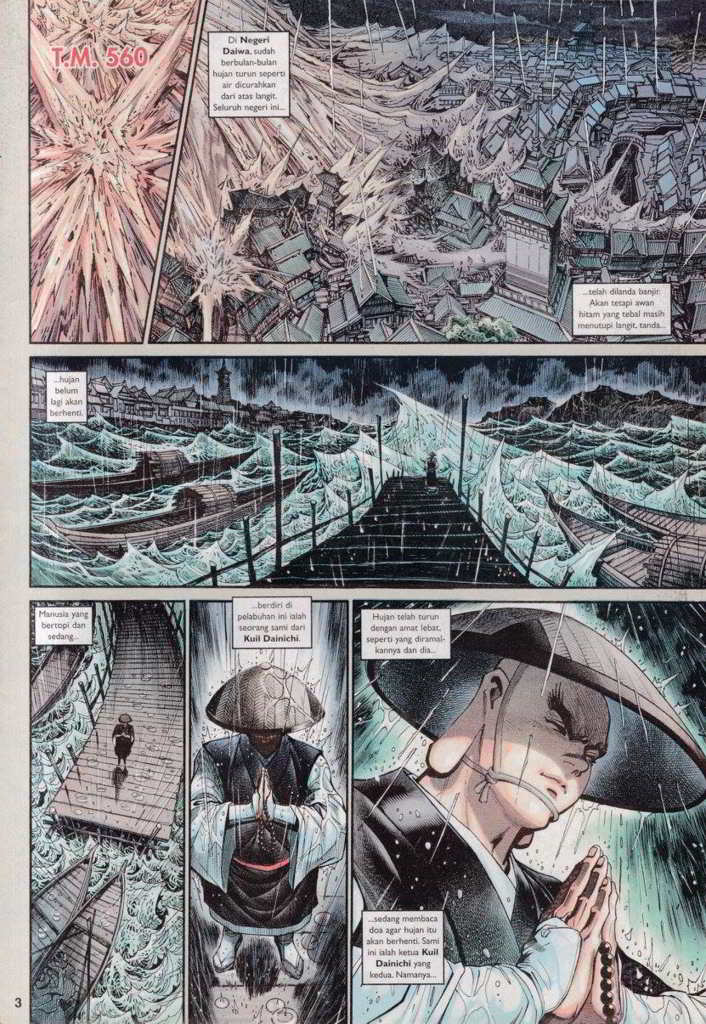 T.M. 560
Di Negeri
Daiwa, sudah
berbulan-bulan
hujan turun seperti
air dicurahkan
dari atas langit.
Seluruh negeri ini...
...telah dilanda banjir.
Akan tetapi awan
hitam yang tebal masih
menutupi langit, tanda...
...hujan
belum
lagi akan
berhenti.
Manusia yang
bertopi dan
sedang...
...berdiri di
pelabuhan ini ialah
seorang sami dari
Kuil Dainichi.
Hujan telah turun
dengan amat lebat,
seperti yang diramal-
kannya dan dia...
...sedang membaca
doa agar hujan itu
akan berhenti. Sami
ini ialah ketua Kuil
Dainichi yang
kedua. Namanya...
3